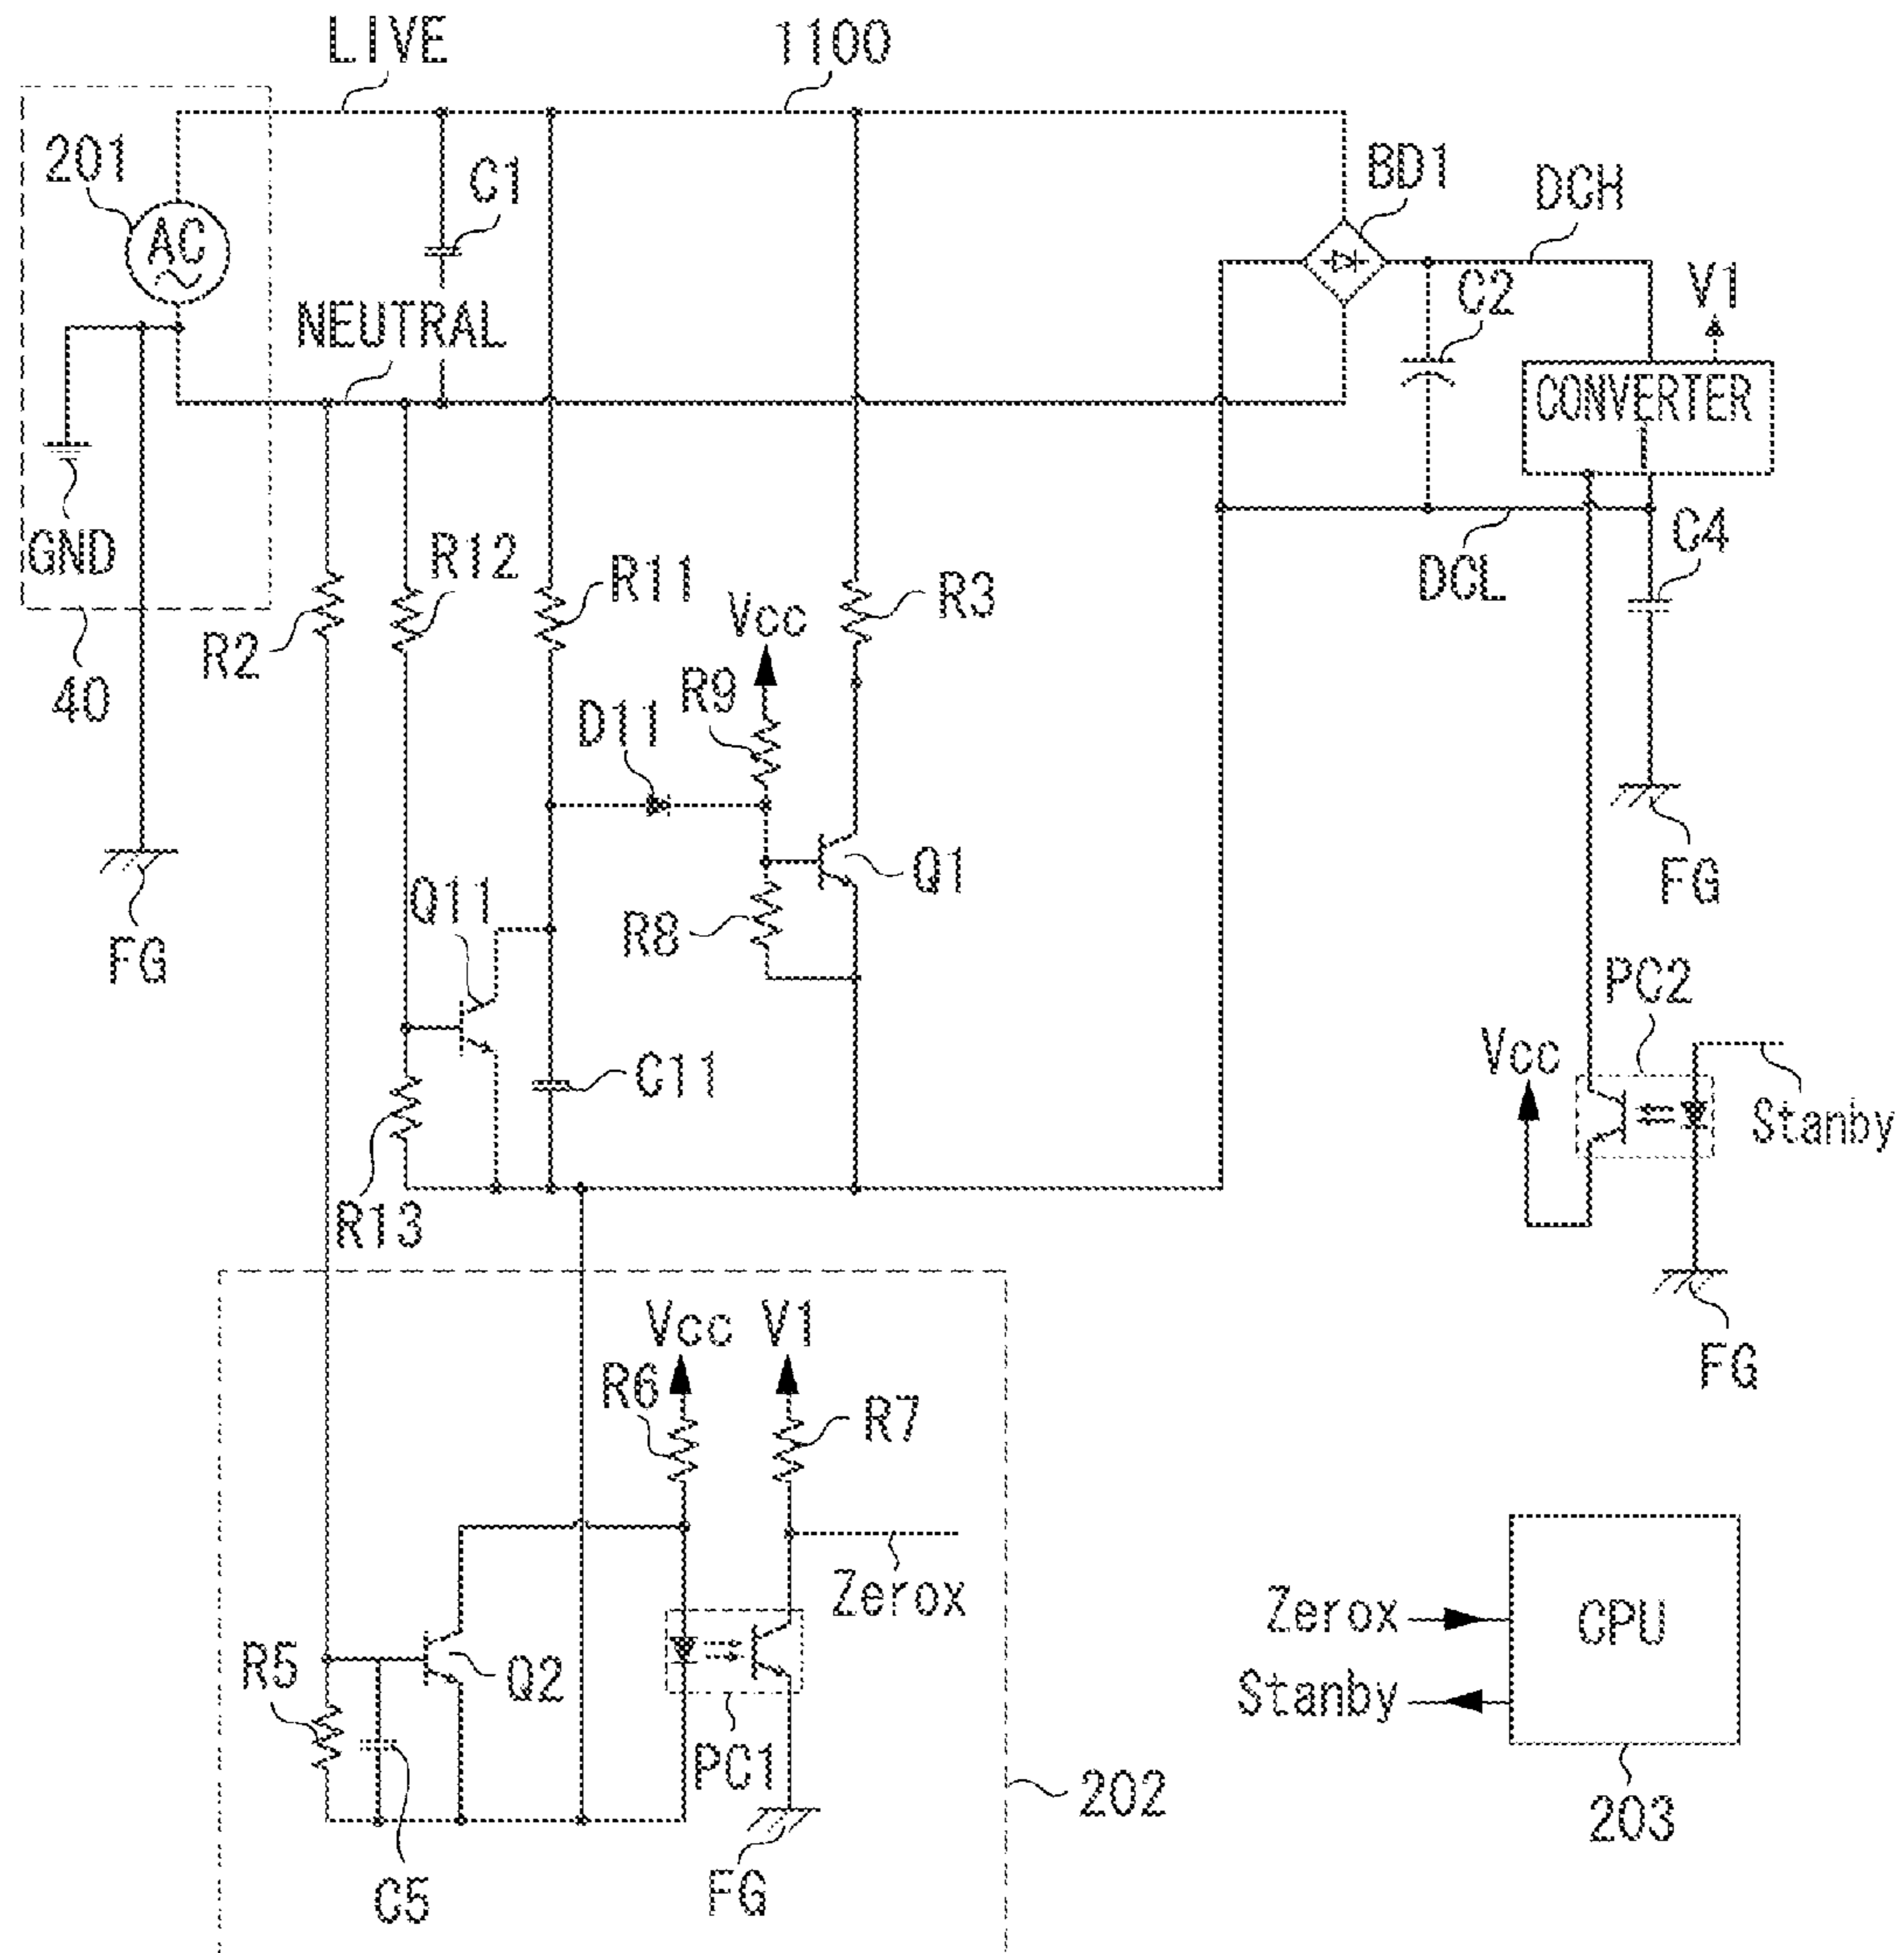 LIVE
1100
201
AC
C1
BD1
DCH
V1
C2
NEUTRAL
CONVERTER
1
GND
R12
R11
R3
DCL
C4
R2
40
Vcc
R9
D11
FG
Q11
R8
Q1
FG
PC2
Vcc
C11
Stanby
R13
FG
Vcc V1
R6
R7
Zerox
R5
Q2
PC1
202
C5
FG
Zerox
Stanby
CPU
203